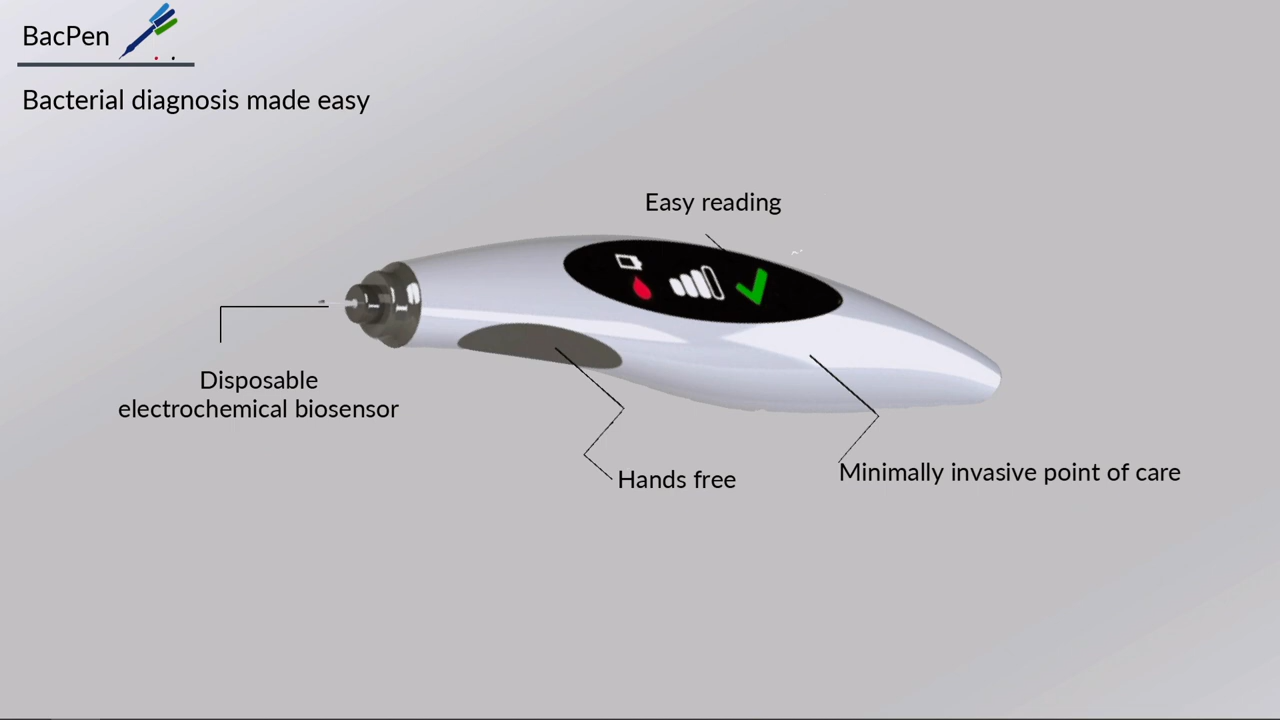 BacPen
Bacterial diagnosis made easy
Easy reading
Disposable
electrochemical biosensor
Hands free
Minimally invasive point of care